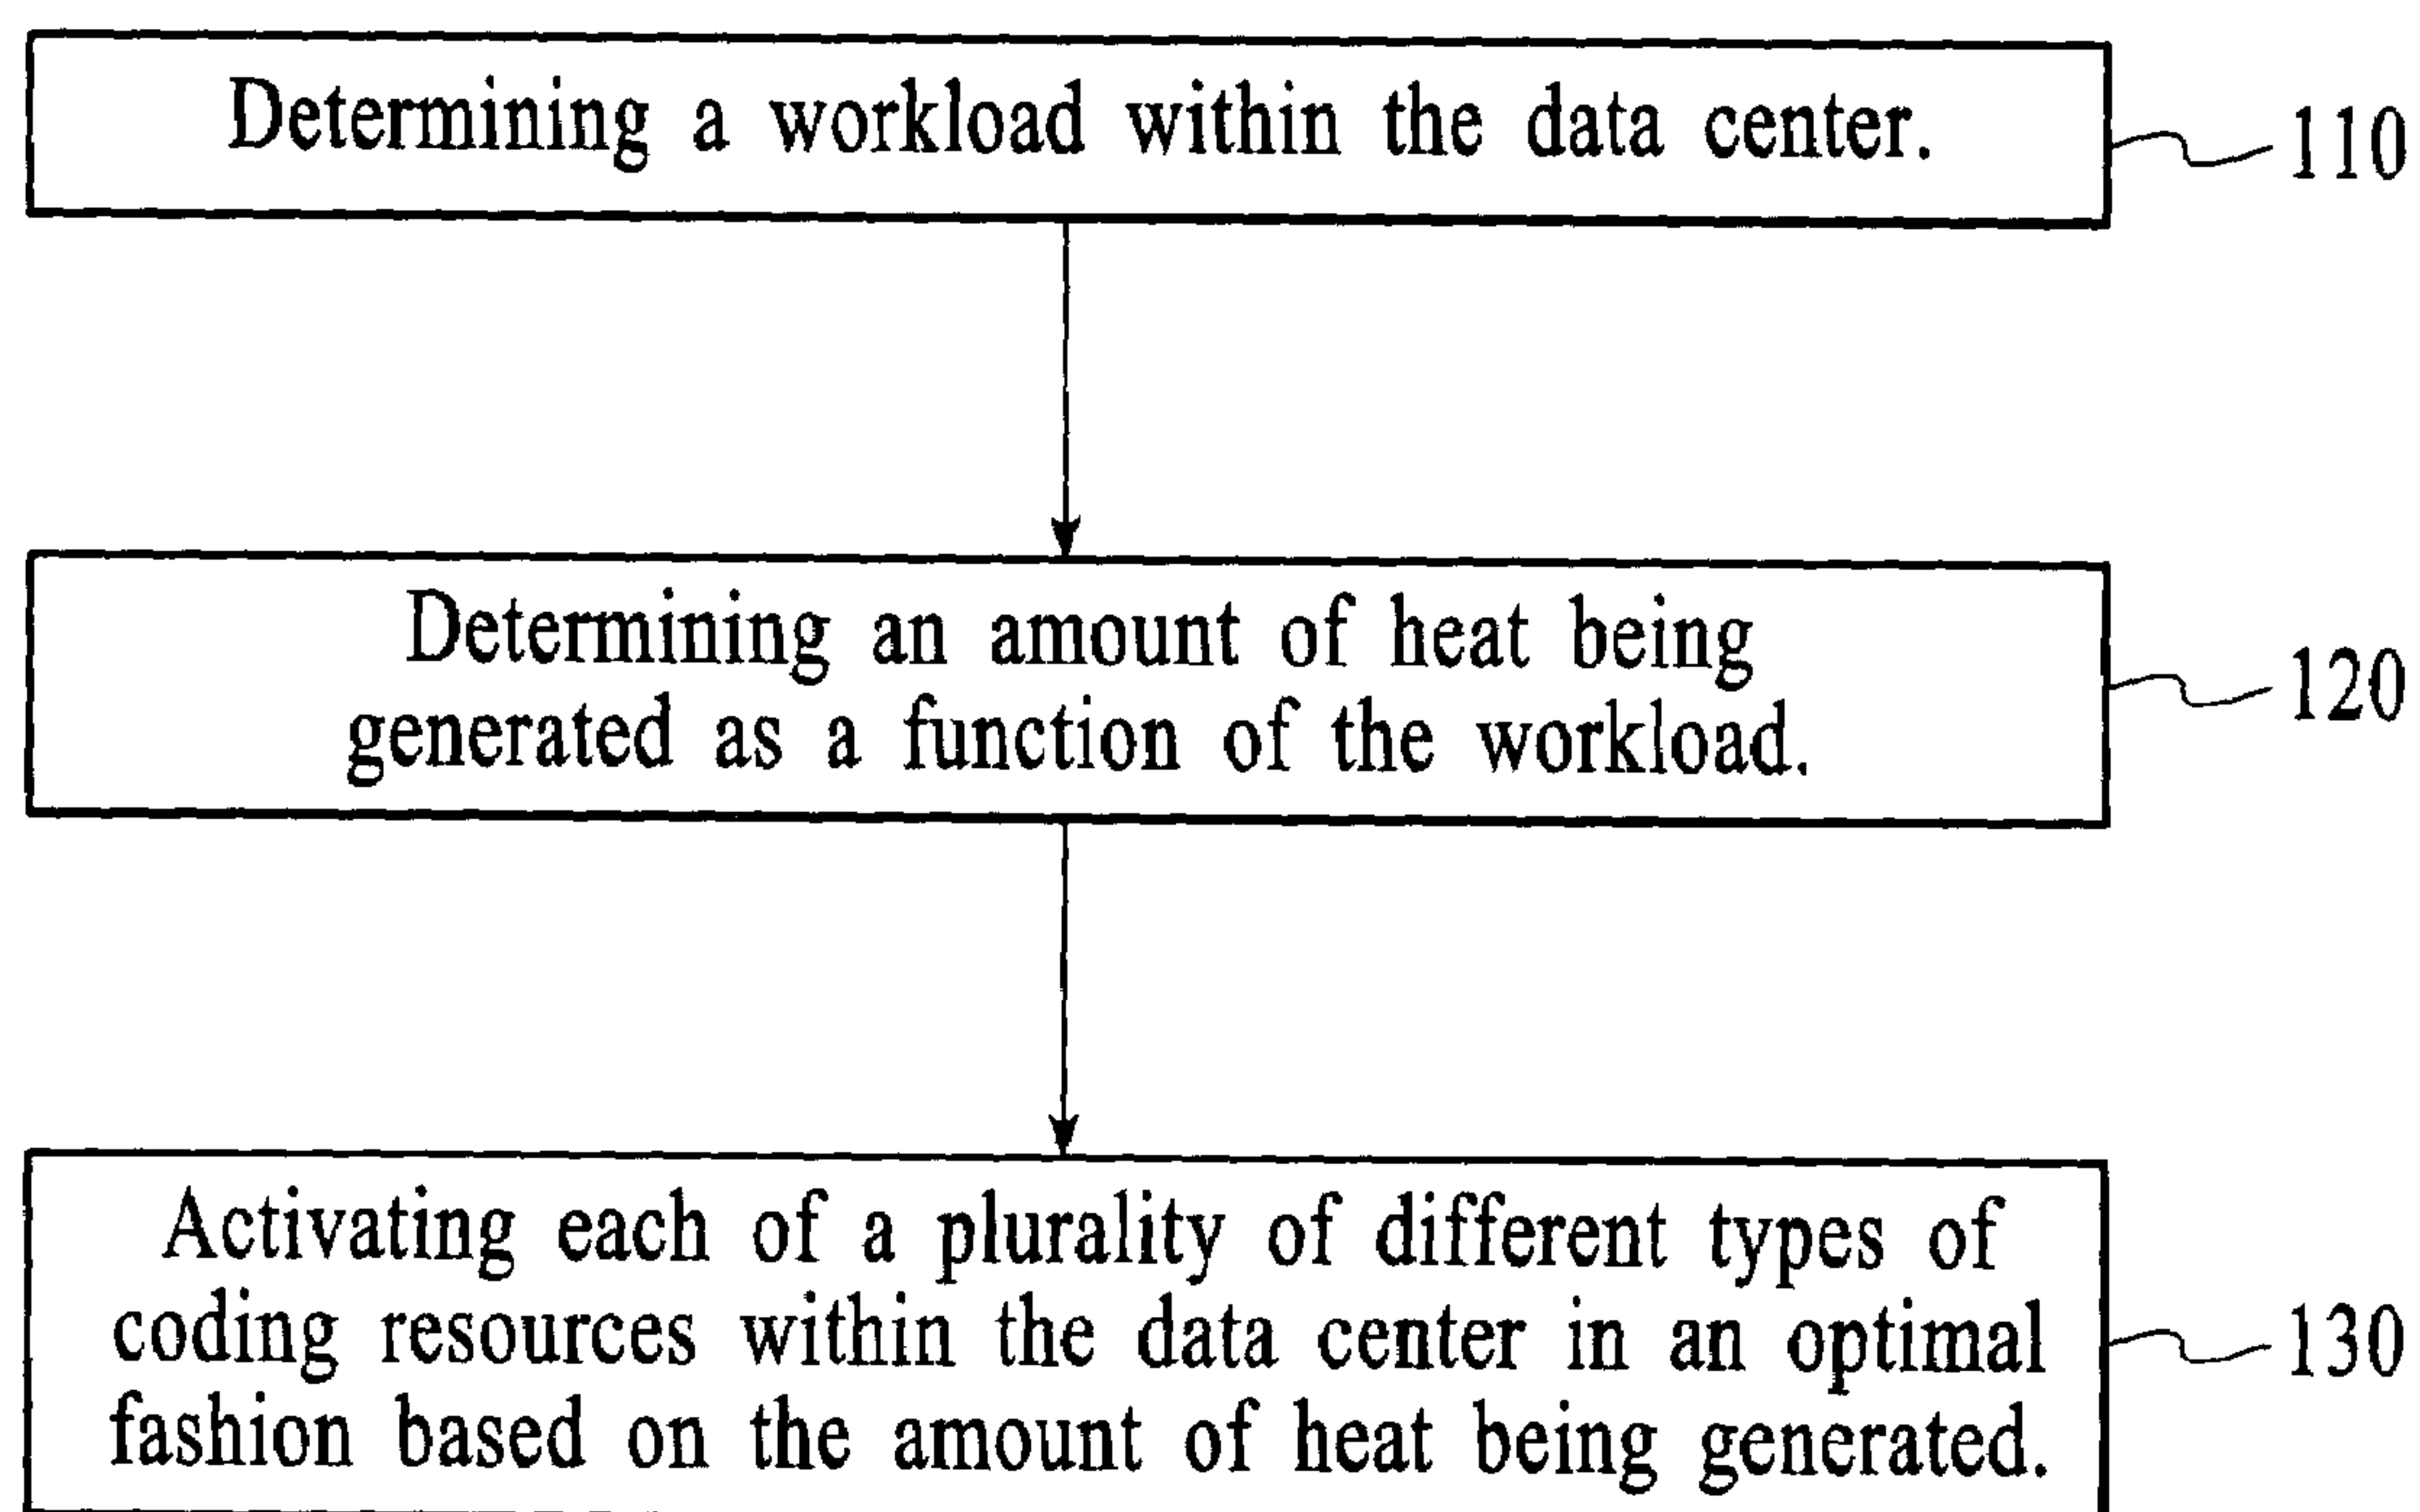 Determining a workload within the data center.
110
Determining an amount of heat being
generated as a function of the workload.
120
Activating each of a plurality of different types of
coding resources within the data center in an optimal
fashion based on the amount of heat being generated.
130